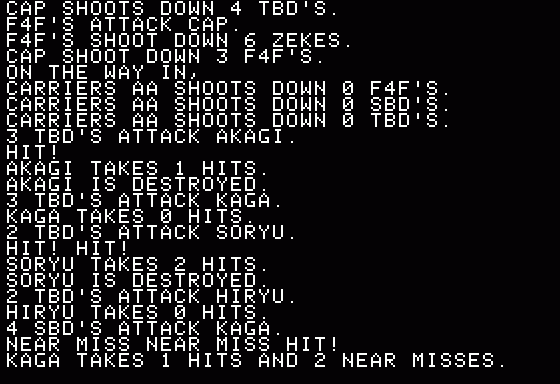 CAP SHOOTS DOWN 4 TBD'S.
F4F'S ATTACK CAP.
F4F'S SHOOT DOWN 6 ZEKES.
CAP SHOOT DOWN 3 F4F'S.
ON THE WAY IN,
CARRIERS AA SHOOTS DOWN 0 F4F'S.
CARRIERS AA SHOOTS DOWN 0 SBD'S.
CARRIERS AA SHOOTS DOWN 0 TBD'S.
3 TBD'S ATTACK AKAGI.
HIT!
AKAGI TAKES 1 HITS.
AKAGI IS DESTROYED.
3 TBD'S ATTACK KAGA.
KAGA TAKES 0 HITS.
2 TBD'S ATTACK SORYU.
HIT! HIT!
SORYU TAKES 2 HITS.
SORYU IS DESTROYED.
2 TBD'S ATTACK HIRYU.
HIRYU TAKES 0 HITS.
4 SBD'S ATTACK KAGA.
NEAR MISS NEAR MISS HIT!
KAGA TAKES 1 HITS AND 2 NEAR MISSES.